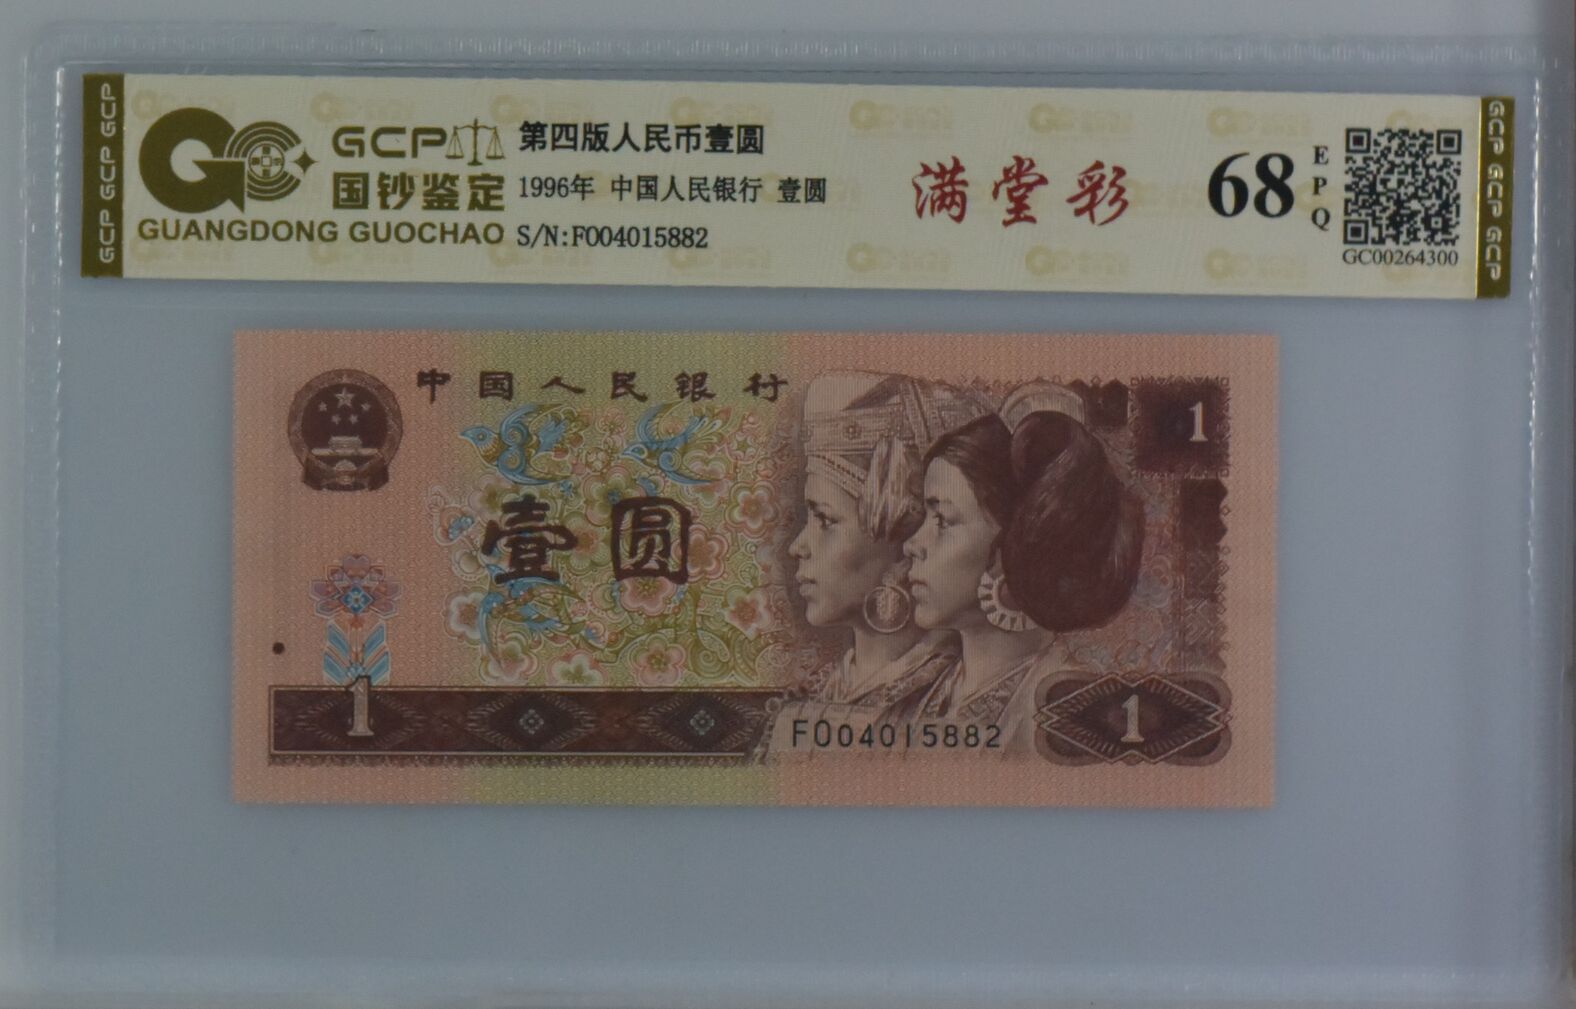 GCP GCP GCP
GCP
国钞鉴定
GUANGDONG GUOCHAO
第四版人民币壹圆
1996年 中国人民银行 壹圆
S/N:FO04015882
满堂彩
68
EPQ
GC00264300
GCP GCP GCP
中国人民银行
1
壹圆
1
FO04015882
1